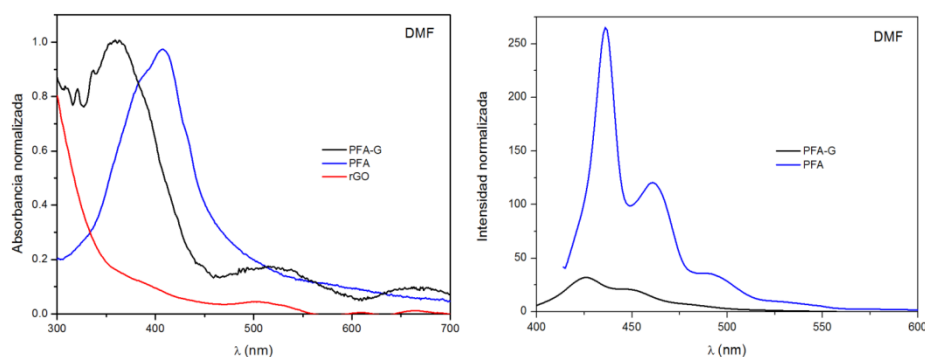 DMF
1.0
0.8
0.6
0.4
0.2
0.0
Absorbancia normalizada
PFA-G
PFA
rGO
300
400
500
600
700
λ (nm)
DMF
250
200
150
100
50
0
Intensidad normalizada
PFA-G
PFA
400
450
500
550
600
λ (nm)